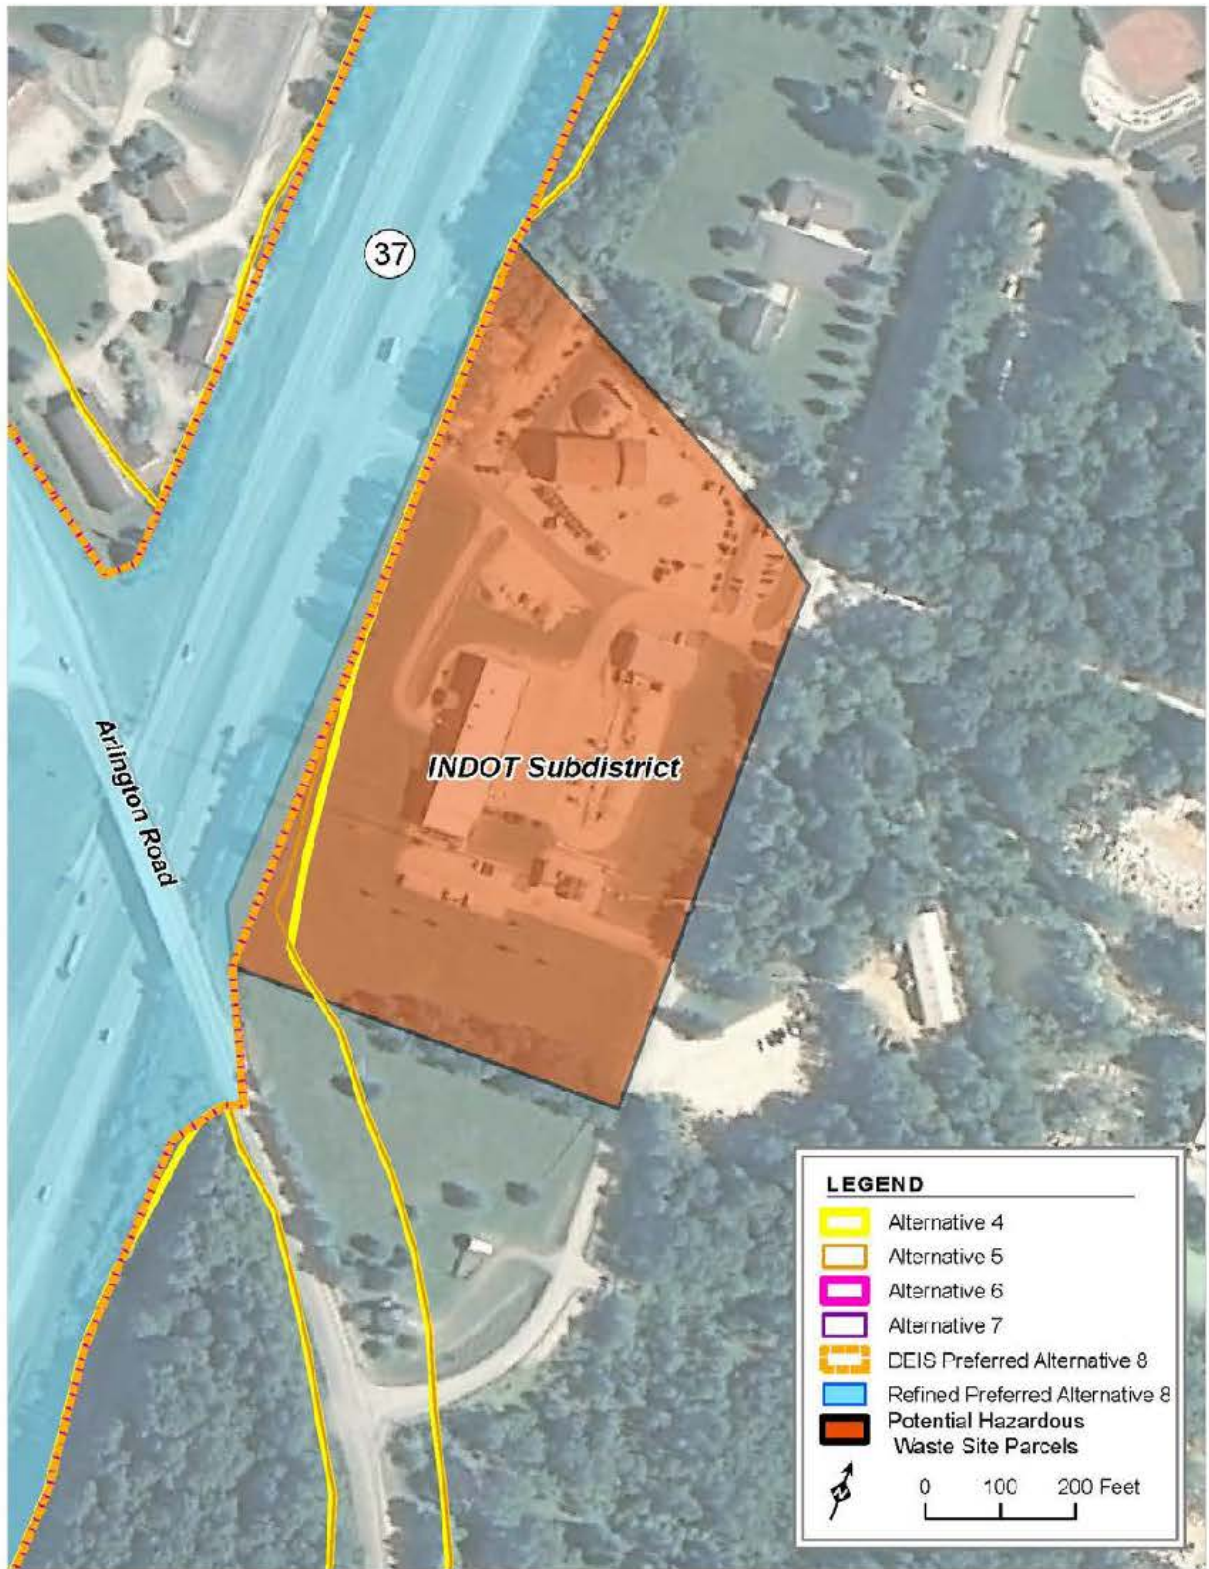 37
Arlington Road
INDOT Subdistrict
LEGEND
Alternative 4
Alternative 5
Alternative 6
Alternative 7
DEIS Preferred Alternative 8
Refined Preferred Alternative 8
Potential Hazardous
Waste Site Parcels
N
0 100 200 Feet